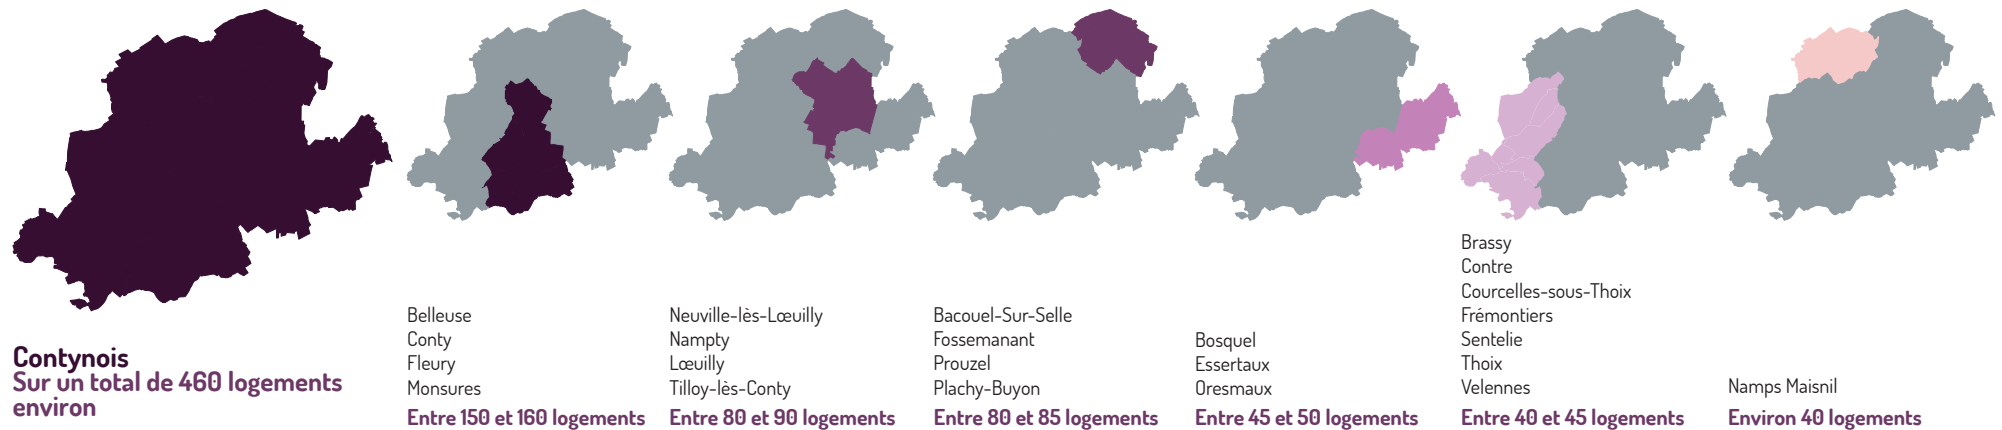 Contynois
Sur un total de 460 logements
environ
Belleuse
Conty
Fleury
Monsures
Entre 150 et 160 logements
Neuville-lès-Lœuilly
Nampty
Lœuilly
Tilloy-lès-Conty
Entre 80 et 90 logements
Bacouel-Sur-Selle
Fossemanant
Prouzel
Plachy-Buyon
Entre 80 et 85 logements
Bosquel
Essertaux
Oresmaux
Entre 45 et 50 logements
Brassy
Contre
Courcelles-sous-Thoix
Frémontiers
Sentelie
Thoix
Velennes
Entre 40 et 45 logements
Namps Maisnil
Environ 40 logements